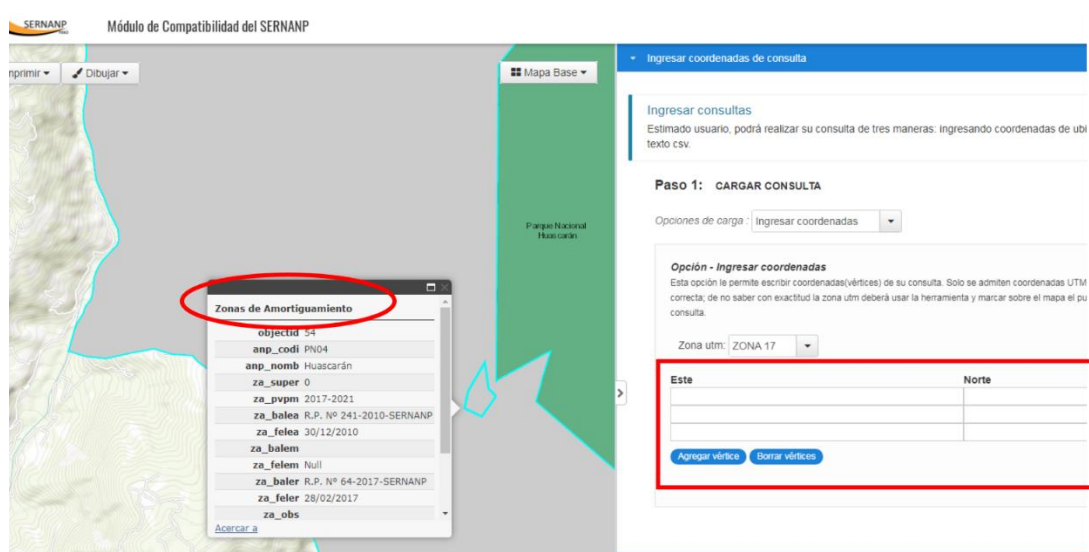 SERNANP
Módulo de Compatibilidad del SERNANP
nprimir
Dibujar
Mapa Base
Parque Nacional
Huascarán
Zonas de Amortiguamiento
objectid 54
anp_codi PN04
anp_nomb Huascarán
za_super 0
za_pvpm 2017-2021
za_balea R.P. Nº 241-2010-SERNANP
za_felea 30/12/2010
za_balem
za_felem Null
za_baler R.P. Nº 64-2017-SERNANP
za_feler 28/02/2017
za_obs
Acercar a
Ingresar coordenadas de consulta
Ingresar consultas
Estimado usuario, podrá realizar su consulta de tres maneras: ingresando coordenadas de ubi
texto csv.
Paso 1: CARGAR CONSULTA
Opciones de carga : Ingresar coordenadas
Opción - Ingresar coordenadas
Esta opción le permite escribir coordenadas(vértices) de su consulta. Solo se admiten coordenadas UTM
correcta; de no saber con exactitud la zona utm deberá usar la herramienta y marcar sobre el mapa el pu
consulta.
Zona utm: ZONA 17
Este Norte
Agregar vértice Borrar vértices